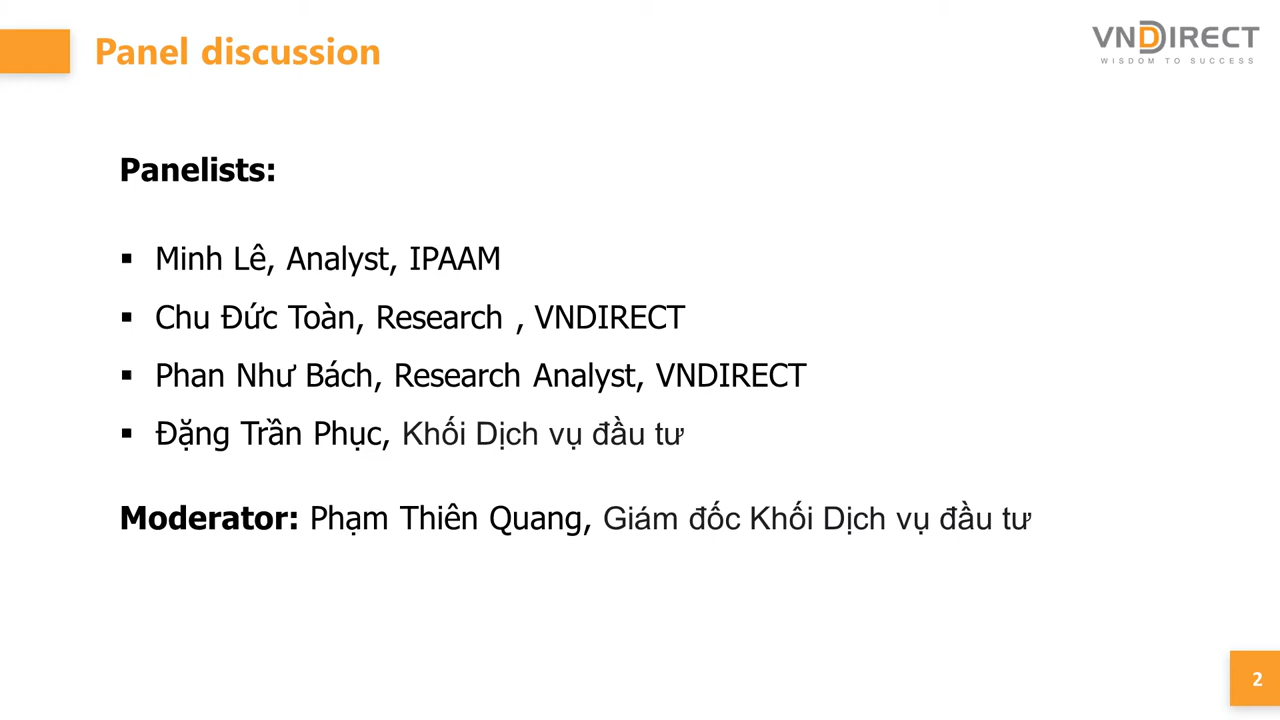 Panel discussion
VNDIRECT
WISDOM TO SUCCESS
Panelists:
▪ Minh Lê, Analyst, IPAAM
▪ Chu Đức Toàn, Research , VNDIRECT
▪ Phan Như Bách, Research Analyst, VNDIRECT
▪ Đặng Trần Phục, Khối Dịch vụ đầu tư
Moderator: Phạm Thiên Quang, Giám đốc Khối Dịch vụ đầu tư
2